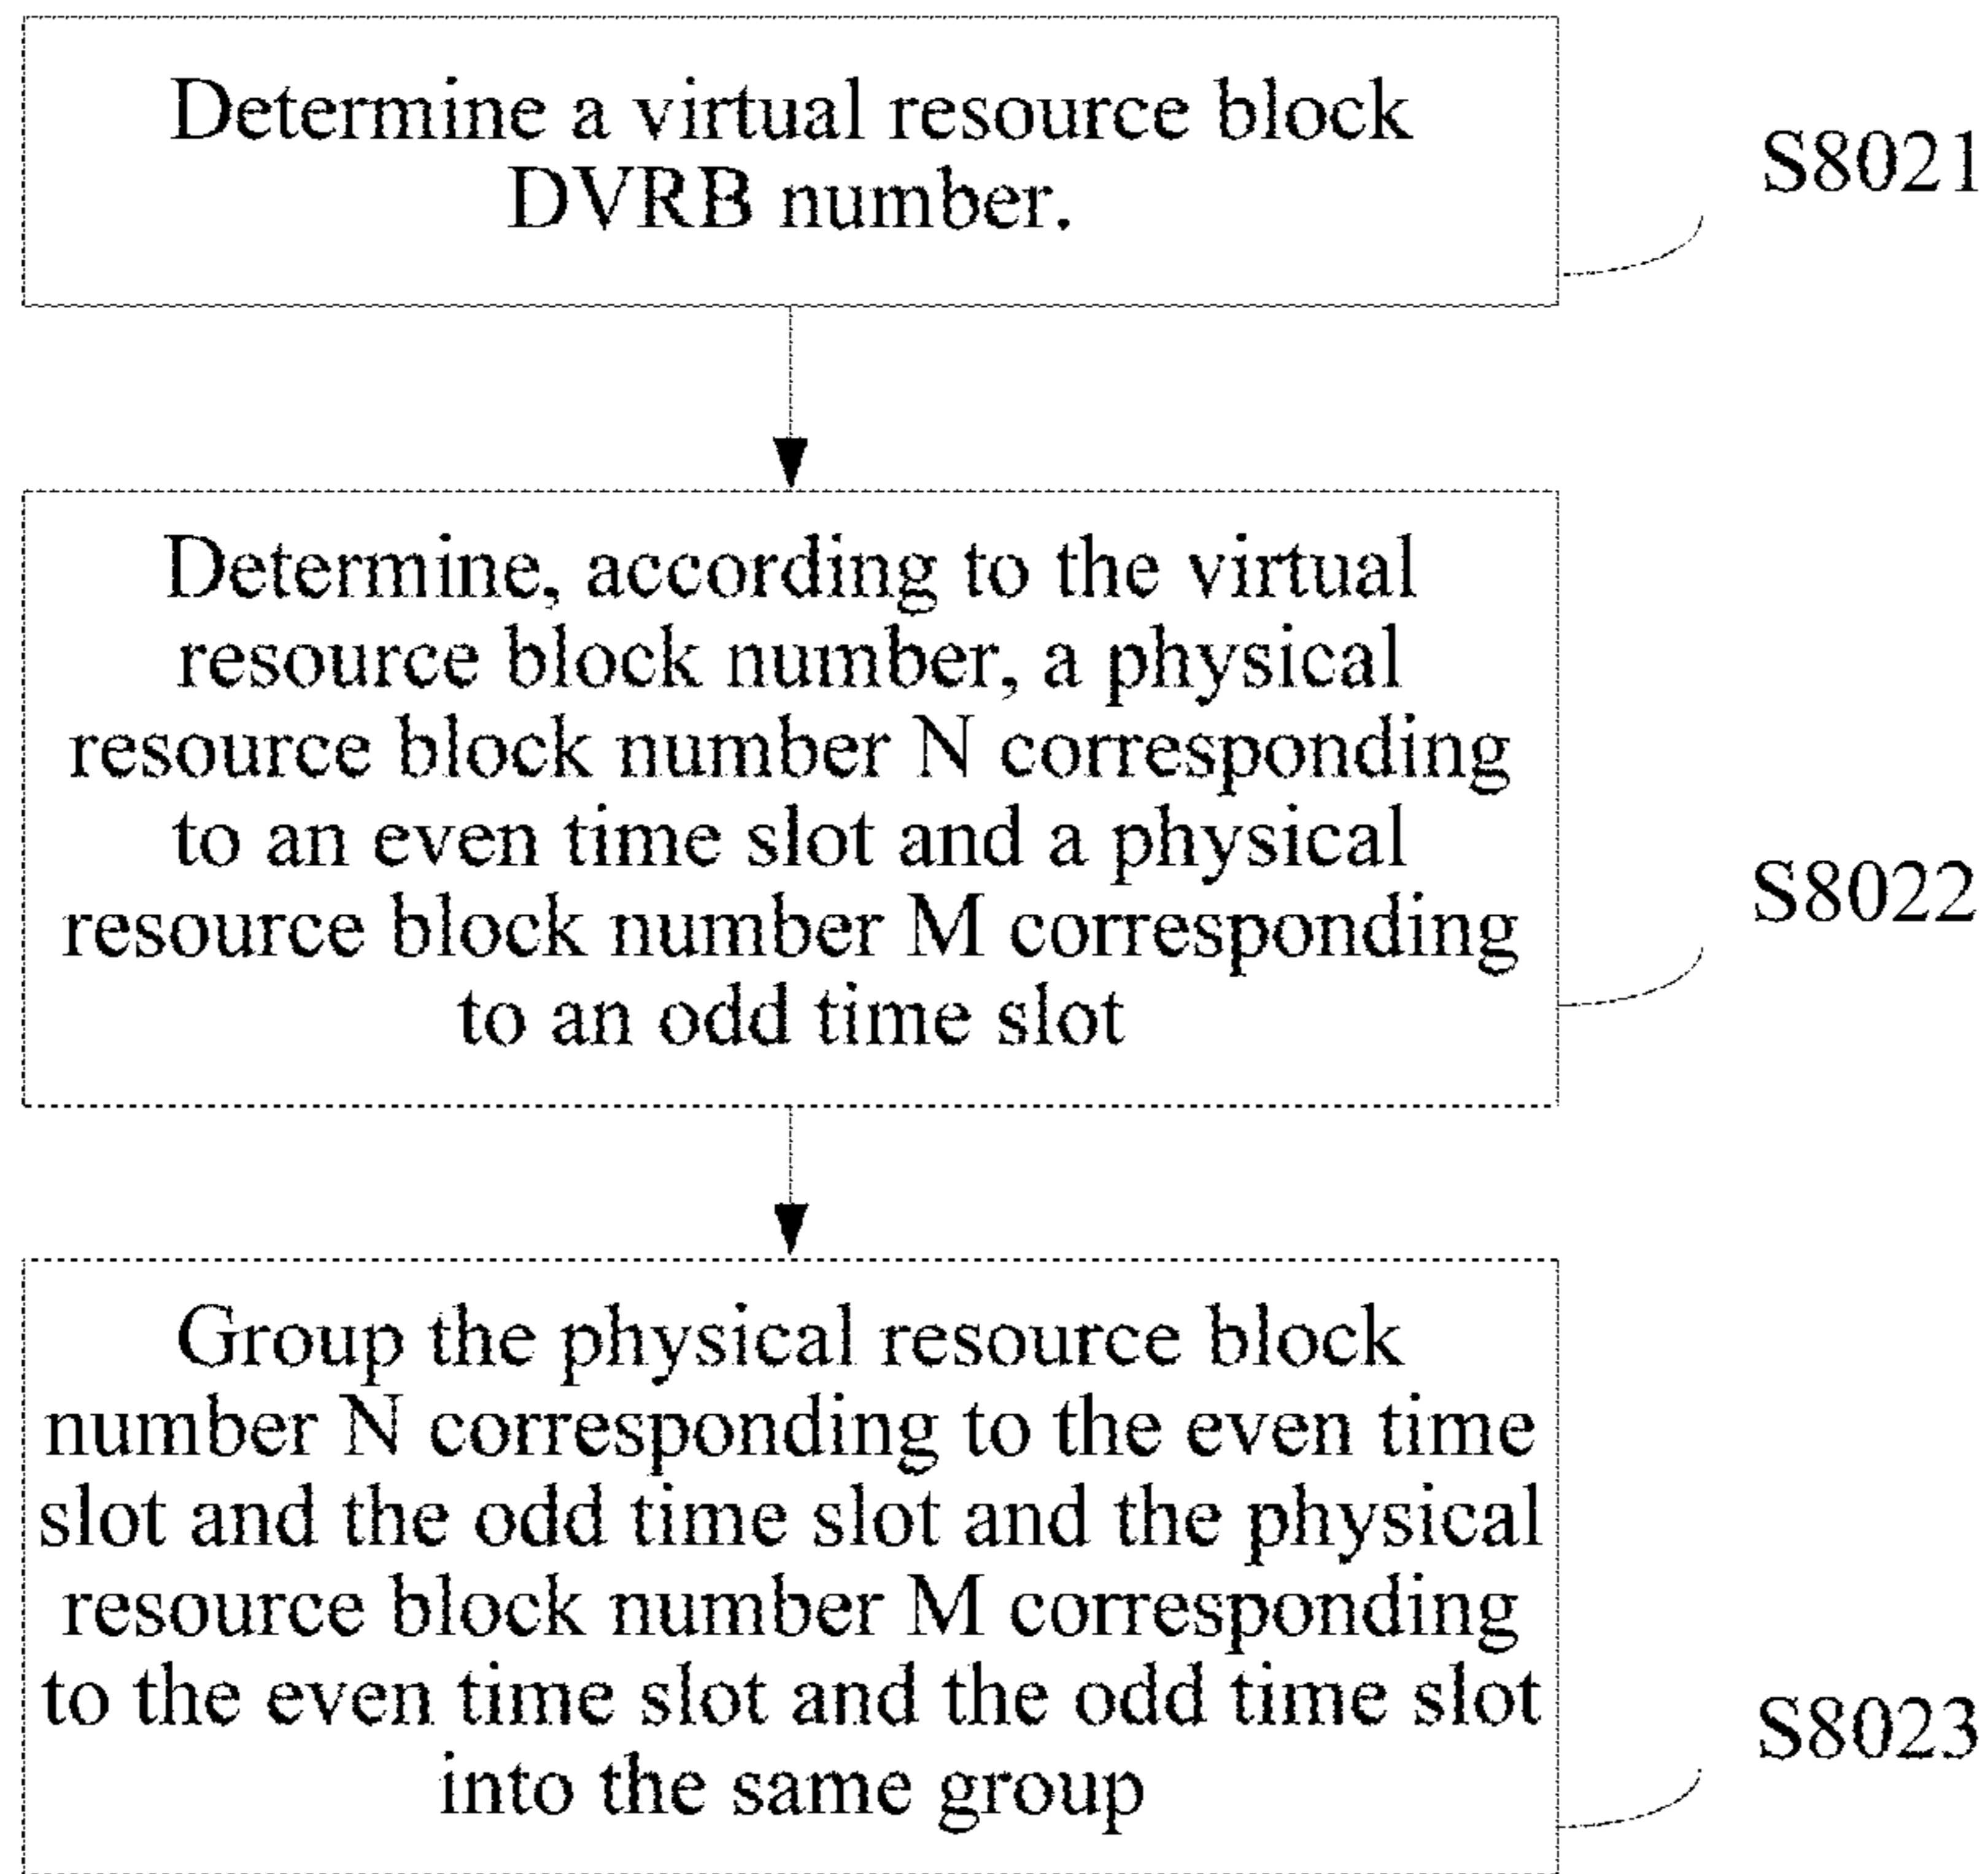 Determine a virtual resource block
DVRB number.
S8021
Determine, according to the virtual
resource block number, a physical
resource block number N corresponding
to an even time slot and a physical
resource block number M corresponding
to an odd time slot
S8022
Group the physical resource block
number N corresponding to the even time
slot and the odd time slot and the physical
resource block number M corresponding
to the even time slot and the odd time slot
into the same group
S8023